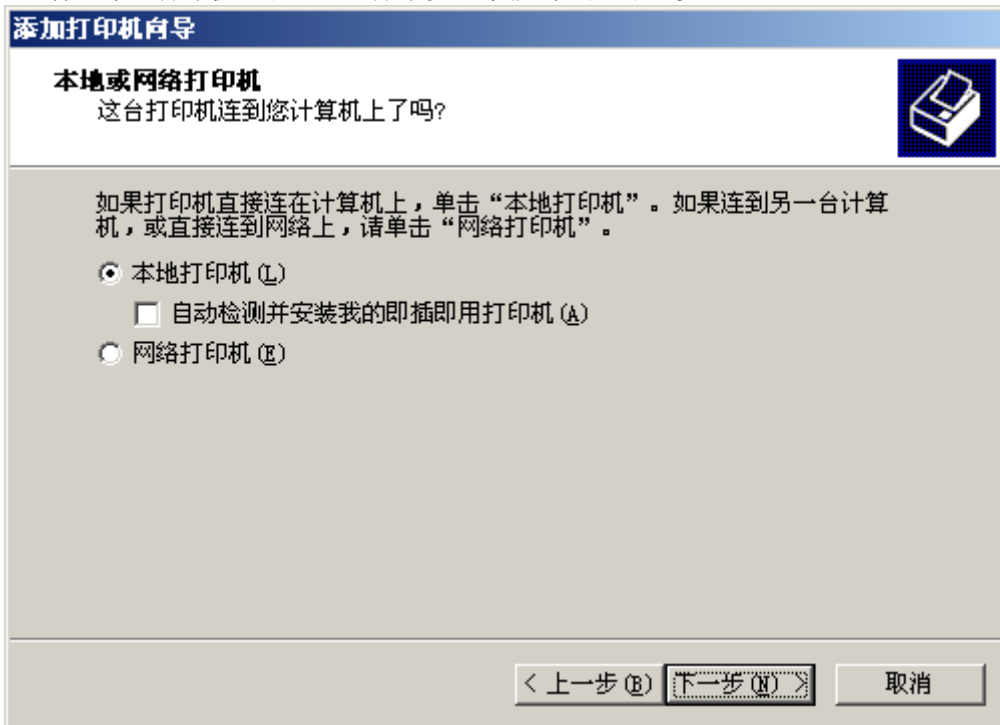 添加打印机向导
本地或网络打印机
这台打印机连到您计算机上了吗?
如果打印机直接连在计算机上，单击“本地打印机”。如果连到另一台计算
机，或直接连到网络上，请单击“网络打印机”。
本地打印机(L)
自动检测并安装我的即插即用打印机(A)
网络打印机(E)
< 上一步(B) 下一步(N) > 取消